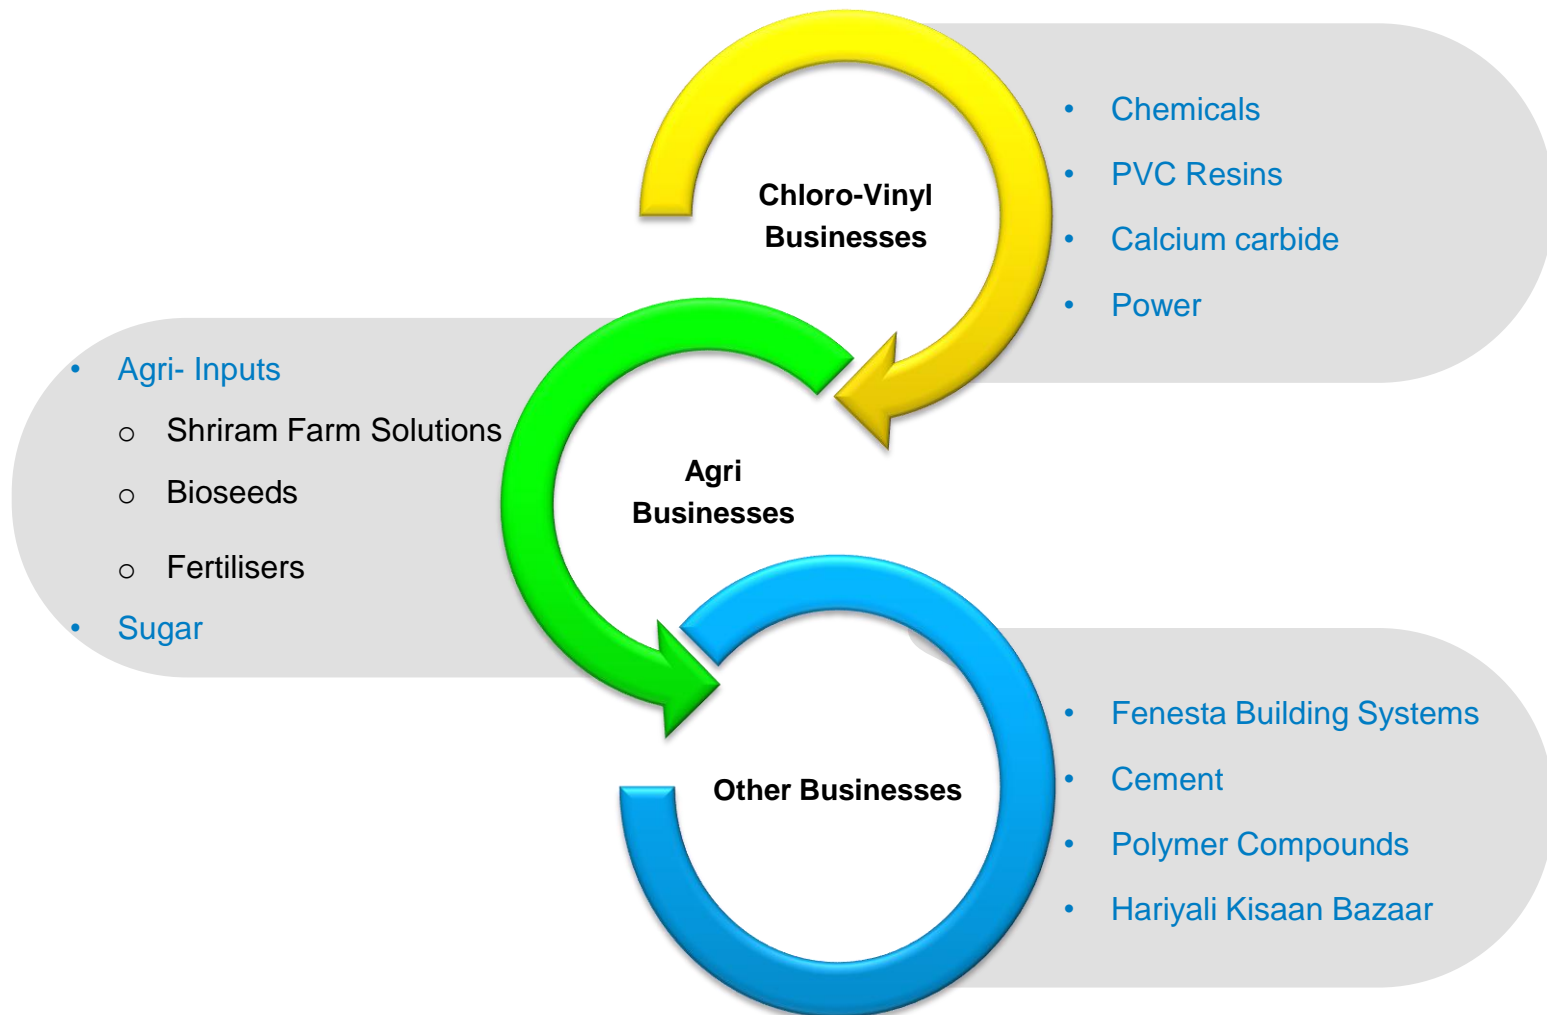 Chloro-Vinyl
Businesses
• Chemicals
• PVC Resins
• Calcium carbide
• Power
• Agri- Inputs
o Shriram Farm Solutions
o Bioseeds
o Fertilisers
• Sugar
Agri
Businesses
Other Businesses
• Fenesta Building Systems
• Cement
• Polymer Compounds
• Hariyali Kisaan Bazaar